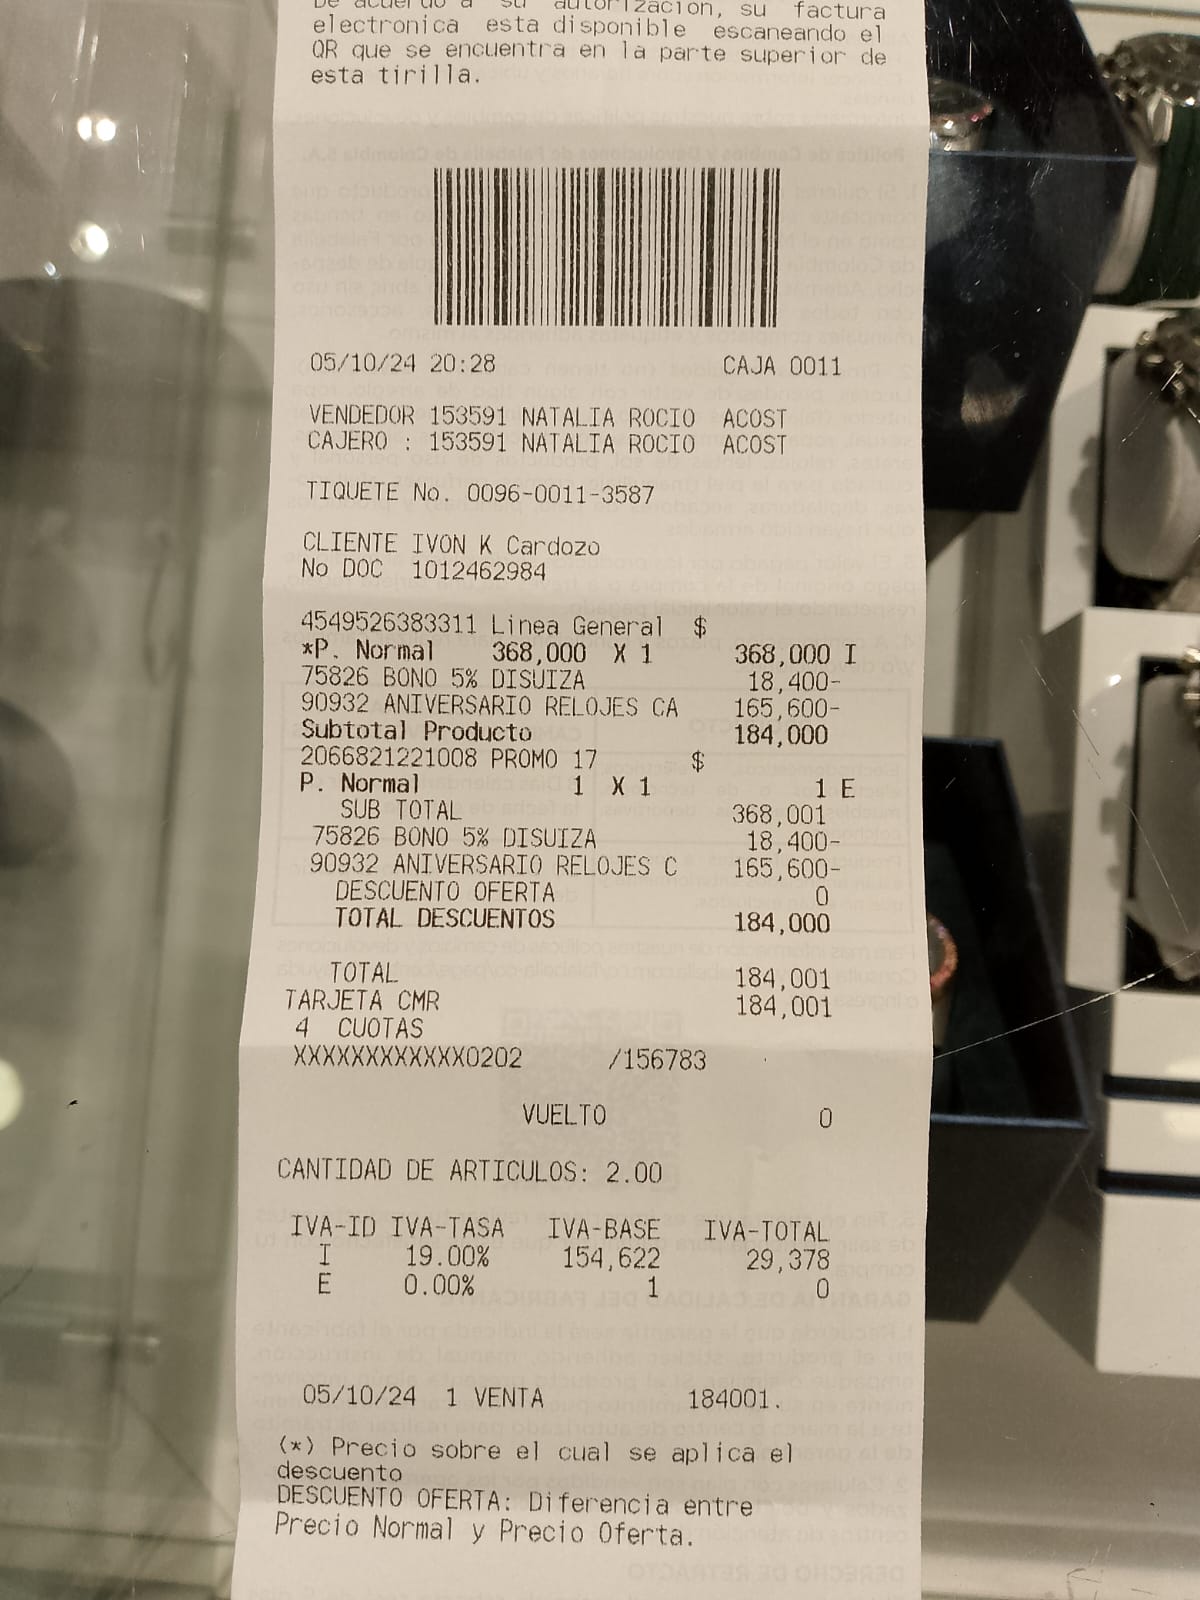 De acuerdo a su autorización, su factura
electronica esta disponible escaneando el
QR que se encuentra en la parte superior de
esta tirilla.
05/10/24 20:28 CAJA 0011
VENDEDOR 153591 NATALIA ROCIO ACOST
CAJERO : 153591 NATALIA ROCIO ACOST
TIQUETE No. 0096-0011-3587
CLIENTE IVON K Cardozo
No DOC 1012462984
4549526383311 Linea General $
*P. Normal 368,000 X 1 368,000 I
75826 BONO 5% DISUIZA 18,400-
90932 ANIVERSARIO RELOJES CA 165,600-
Subtotal Producto 184,000
2066821221008 PROMO 17 $
P. Normal 1 X 1 1 E
SUB TOTAL 368,001
75826 BONO 5% DISUIZA 18,400-
90932 ANIVERSARIO RELOJES C 165,600-
DESCUENTO OFERTA 0
TOTAL DESCUENTOS 184,000
TOTAL 184,001
TARJETA CMR 184,001
4 CUOTAS
XXXXXXXXXXXX0202 /156783
VUELTO 0
CANTIDAD DE ARTICULOS: 2.00
IVA-ID IVA-TASA IVA-BASE IVA-TOTAL
I 19.00% 154,622 29,378
E 0.00% 1 0
05/10/24 1 VENTA 184001.
(*) Precio sobre el cual se aplica el
descuento
DESCUENTO OFERTA: Diferencia entre
Precio Normal y Precio Oferta.